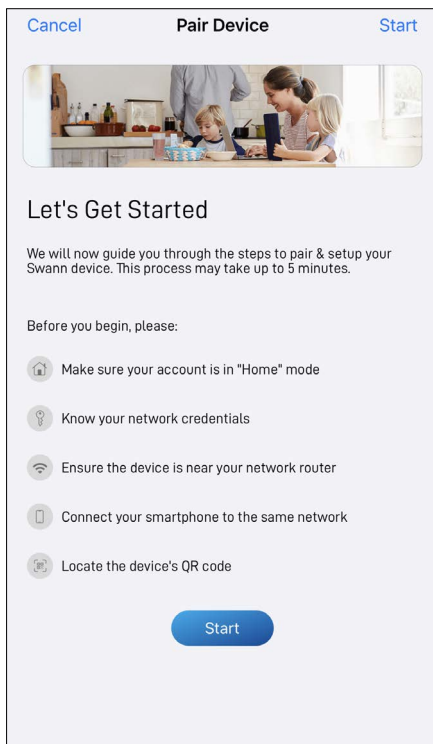 Cancel Pair Device Start
Let's Get Started
We will now guide you through the steps to pair & setup your
Swann device. This process may take up to 5 minutes.
Before you begin, please:
Make sure your account is in "Home" mode
Know your network credentials
Ensure the device is near your network router
Connect your smartphone to the same network
Locate the device's QR code
Start